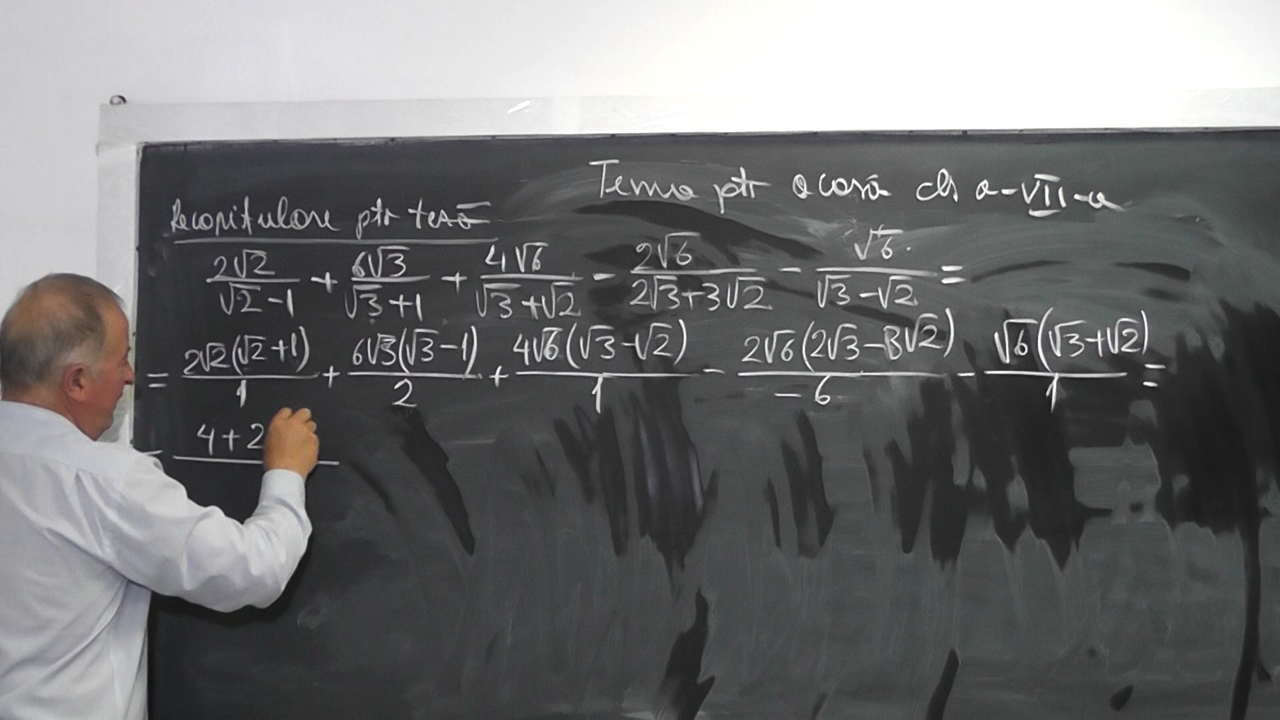 Tema ptr acasă cls a-VII-a
Recapitulare ptr teză
2√2/(√2-1) + 6√3/(√3+1) + 4√6/(√3+√2) - 2√6/(2√3+3√2) - √6/(√3-√2) =
= 2√2(√2+1)/1 + 6√3(√3-1)/2 + 4√6(√3-√2)/1 - 2√6(2√3-3√2)/-6 - √6(√3+√2)/1 =
= 4+2